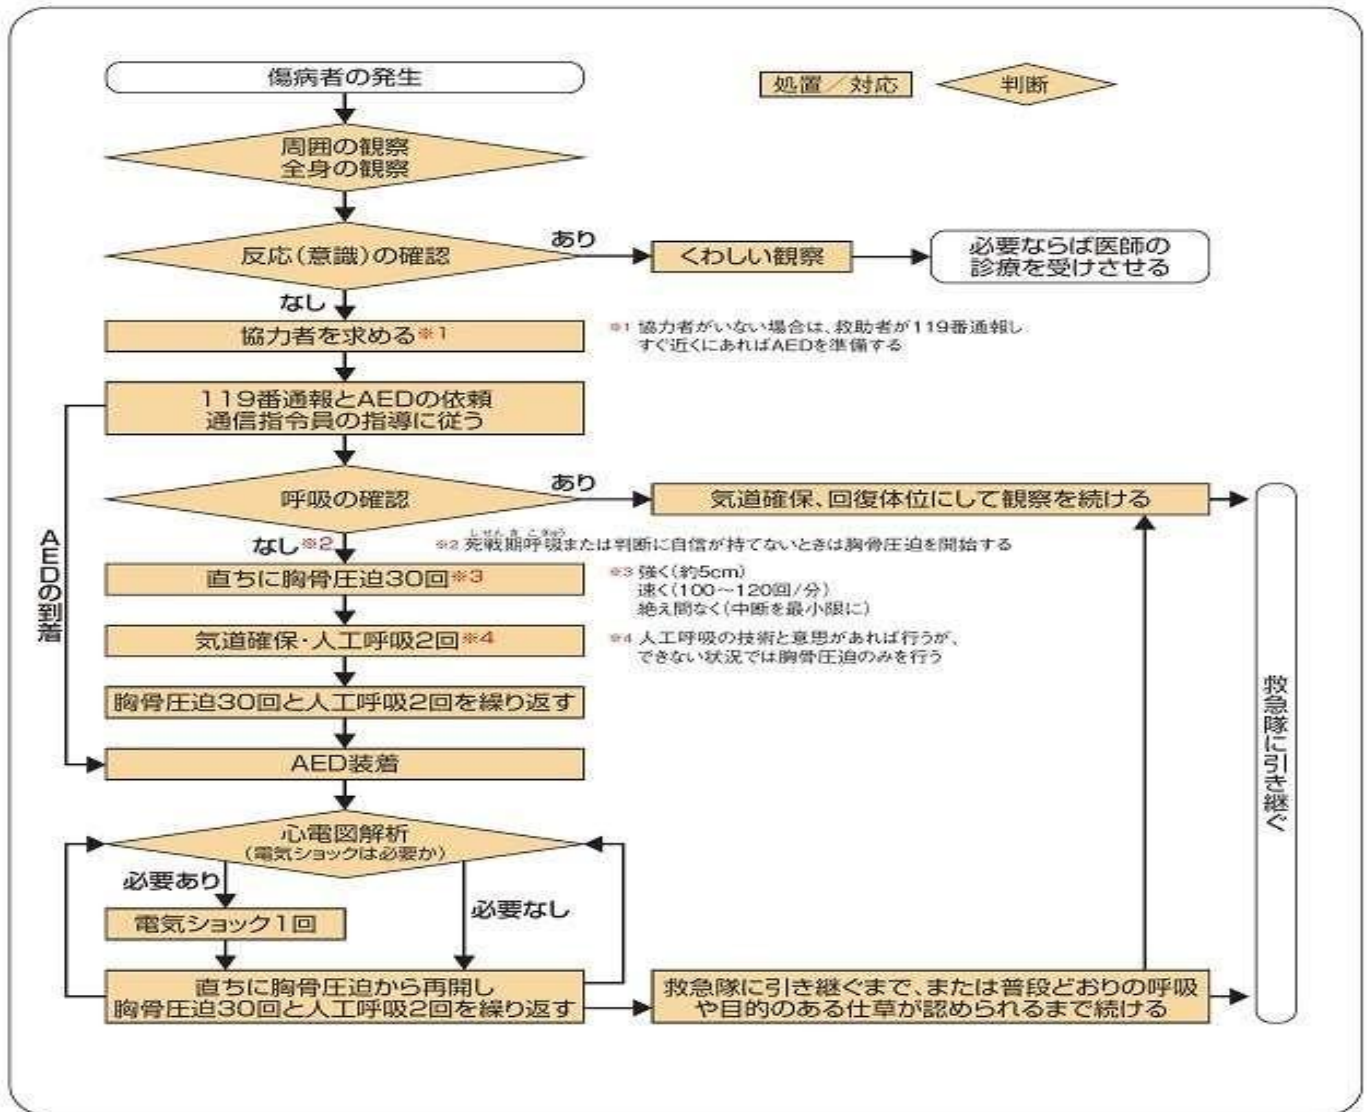 傷病者の発生
処置／対応
判断
周囲の観察
全身の観察
反応(意識)の確認
あり
くわしい観察
必要ならば医師の
診療を受けさせる
なし
協力者を求める※1
※1 協力者がいない場合は、救助者が119番通報し
すぐ近くにあればAEDを準備する
119番通報とAEDの依頼
通信指令員の指導に従う
呼吸の確認
あり
気道確保、回復体位にして観察を続ける
なし※2
しせんきこきゅう
※2 死戦期呼吸または判断に自信が持てないときは胸骨圧迫を開始する
直ちに胸骨圧迫30回※3
※3 強く(約5cm)
速く(100～120回/分)
絶え間なく(中断を最小限に)
気道確保・人工呼吸2回※4
※4 人工呼吸の技術と意思があれば行うが、
できない状況では胸骨圧迫のみを行う
胸骨圧迫30回と人工呼吸2回を繰り返す
AEDの到着
AED装着
心電図解析
(電気ショックは必要か)
必要あり
必要なし
電気ショック1回
直ちに胸骨圧迫から再開し
胸骨圧迫30回と人工呼吸2回を繰り返す
救急隊に引き継ぐまで、または普段どおりの呼吸
や目的のある仕草が認められるまで続ける
救急隊に引き継ぐ